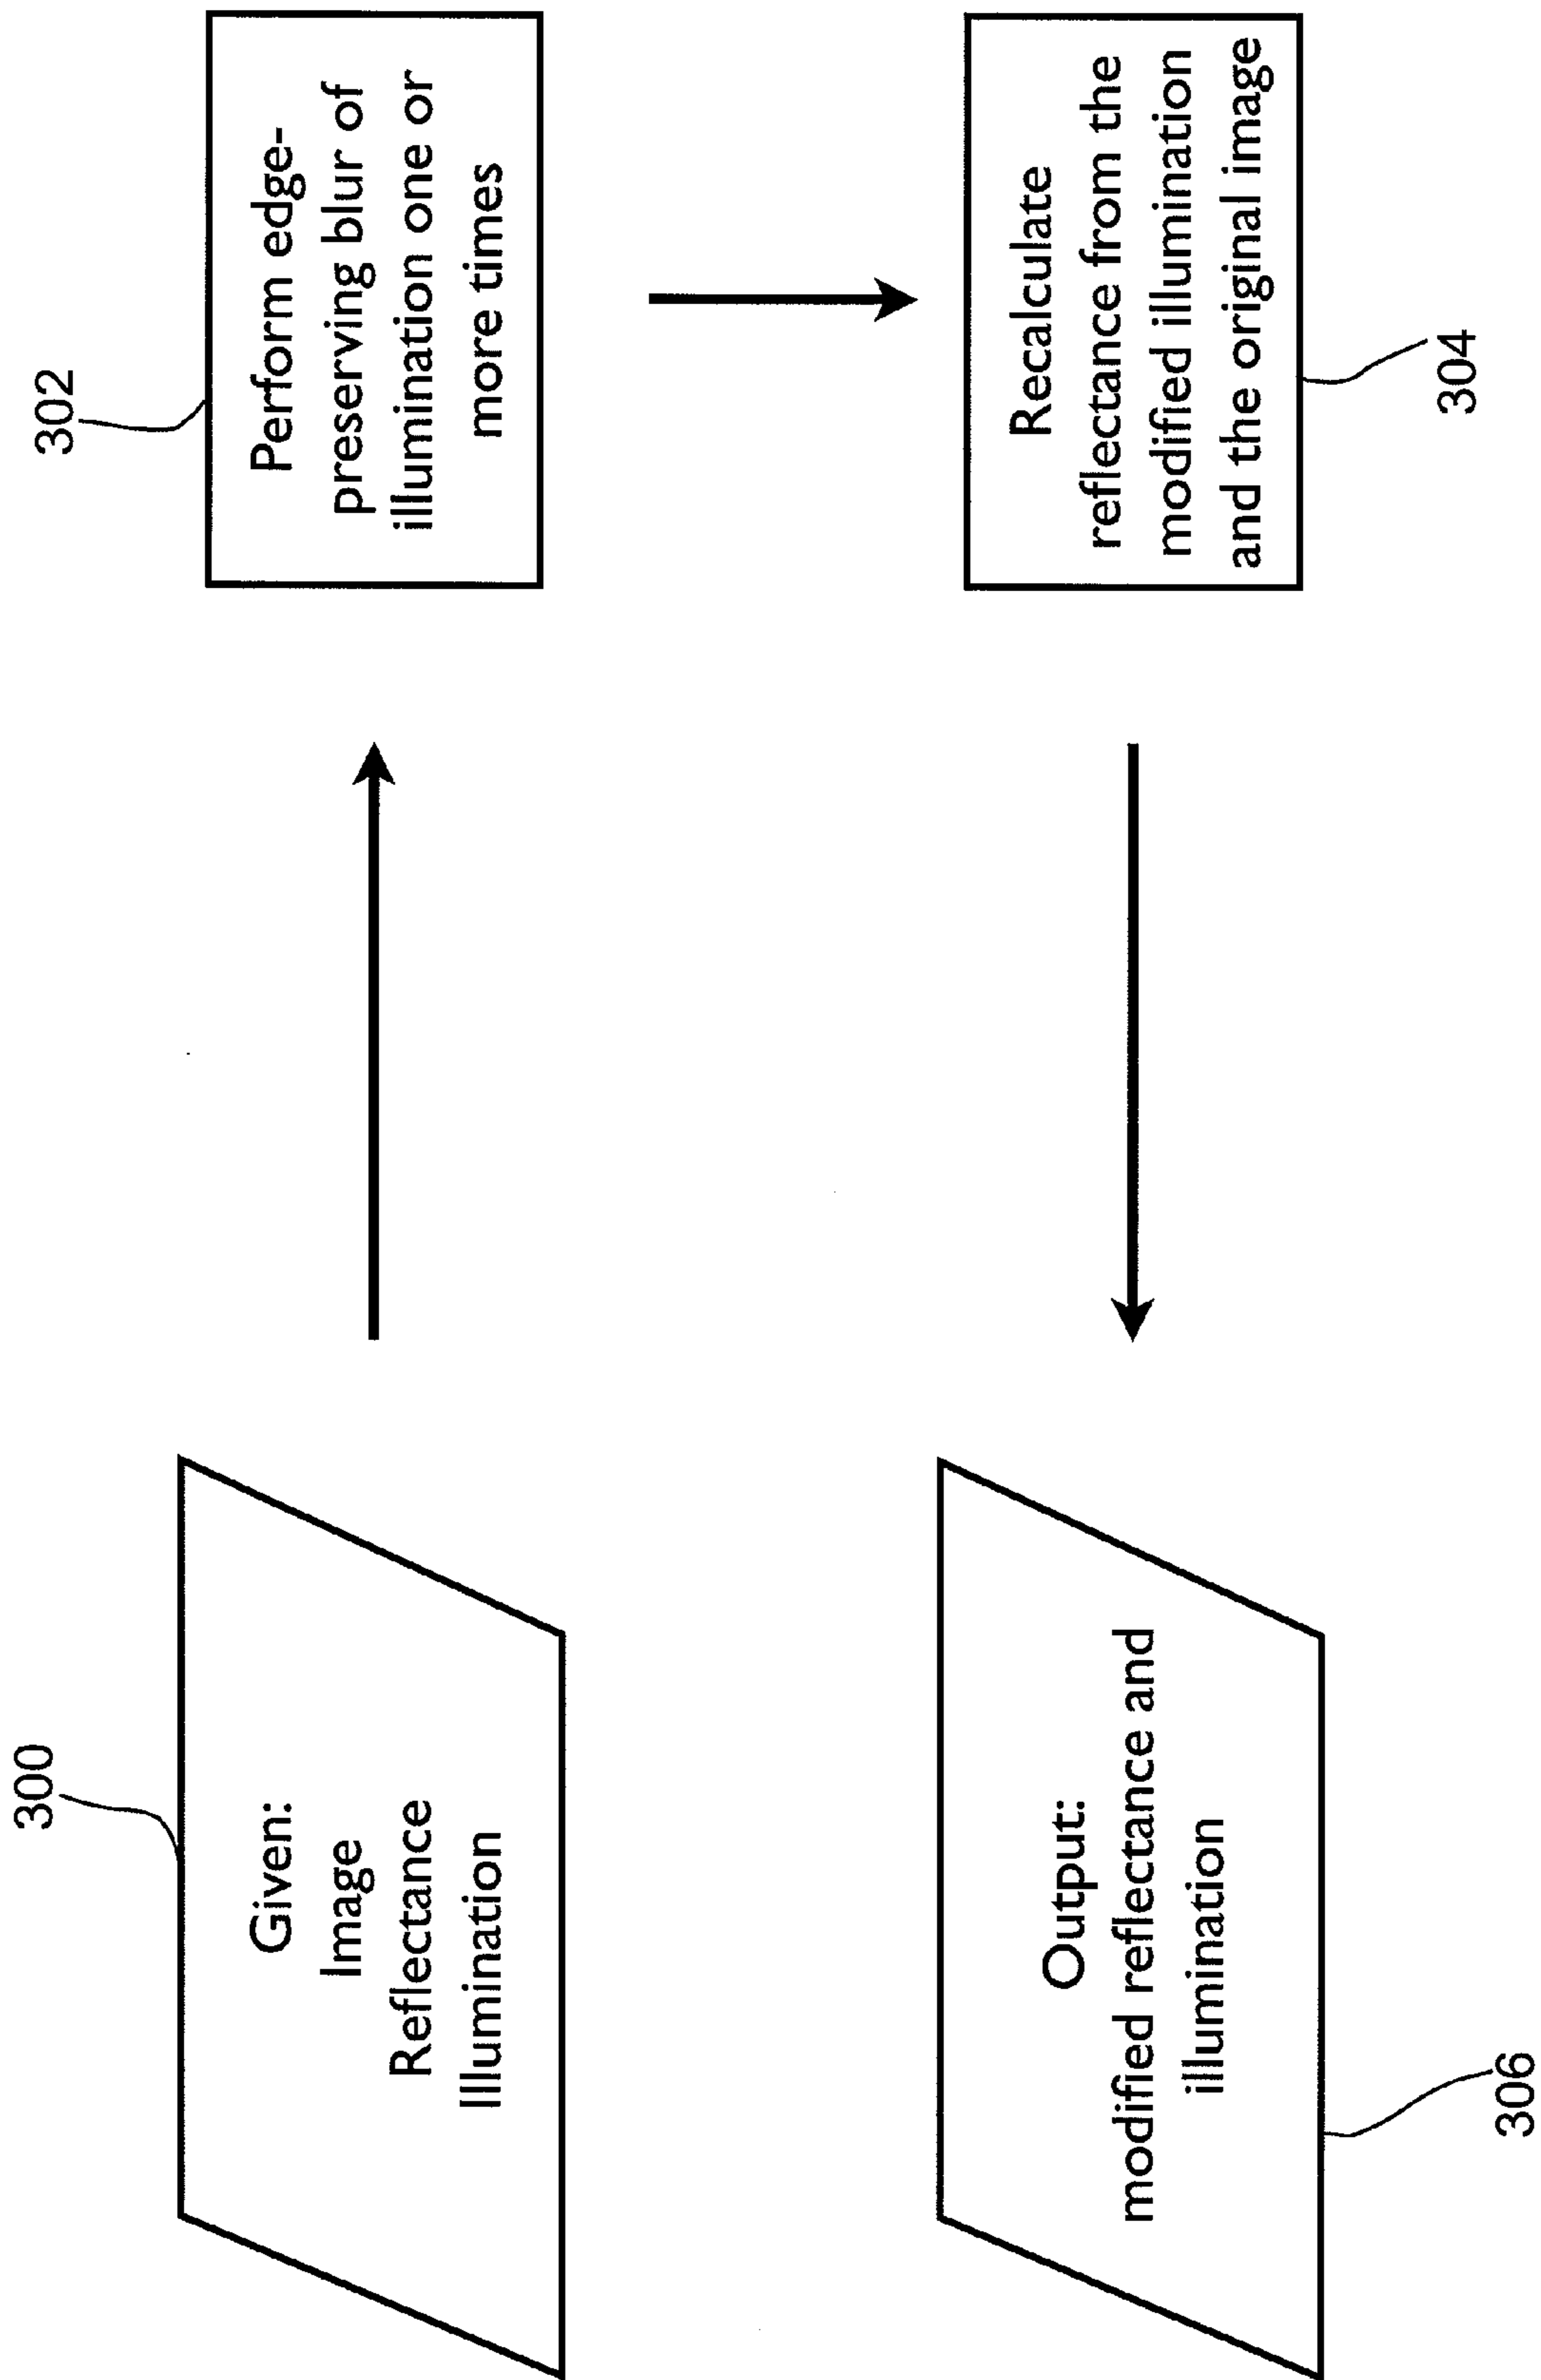 300
Given:
Image
Reflectance
Illumination
302
Perform edge-
preserving blur of
illumination one or
more times
Recalculate
reflectance from the
modified illumination
and the original image
304
Output:
modified reflectance and
illumination
306